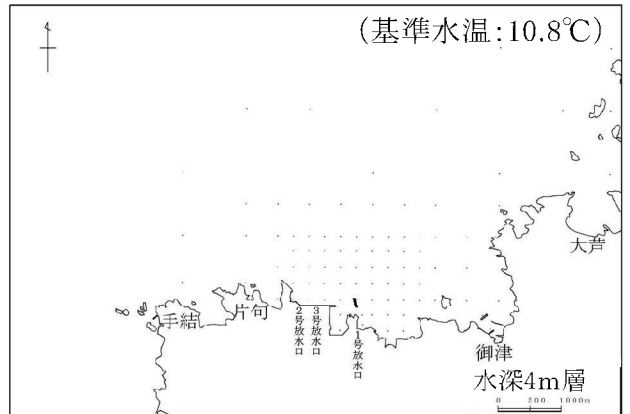 (基準水温:10.8℃)
大芦
手結
片句
2号放水口
3号放水口
1号放水口
御津
水深4m層
0 500 1000m